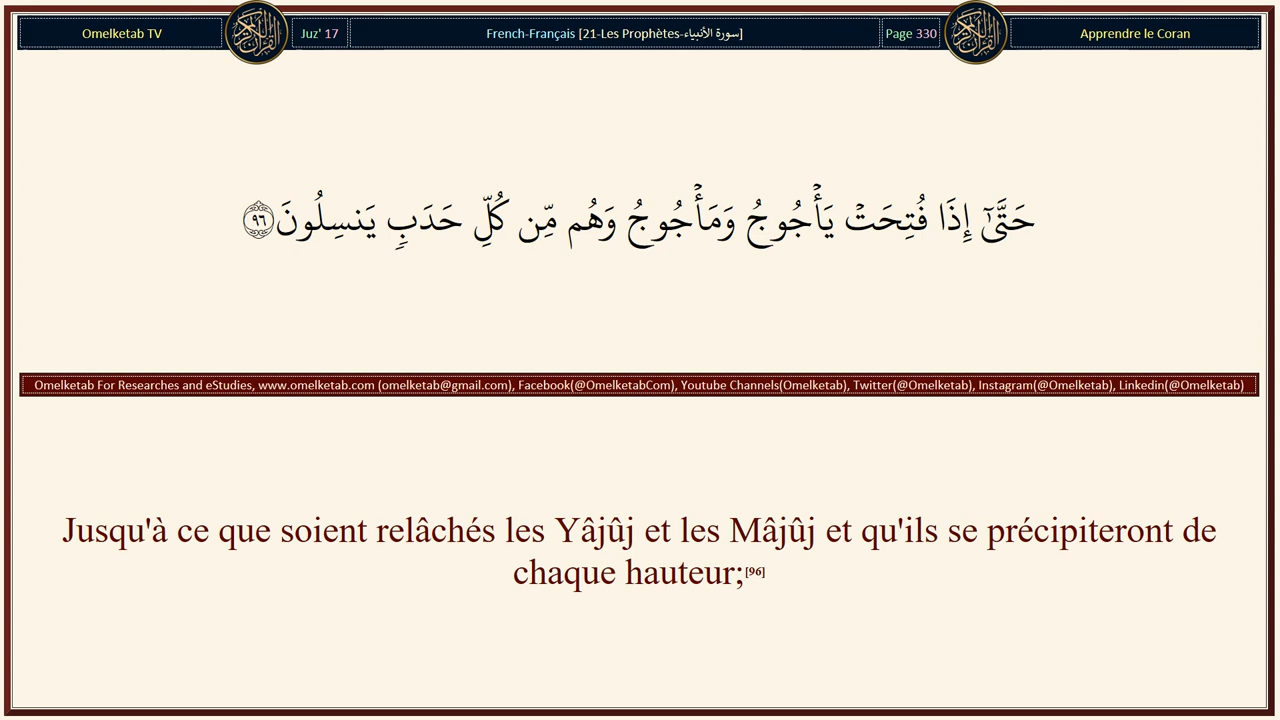 Omelketab TV
Juz' 17
French-Français [21-Les Prophètes-سورة الأنبياء]
Page 330
Apprendre le Coran
حَتَّىٰٓ إِذَا فُتِحَتۡ يَأۡجُوجُ وَمَأۡجُوجُ وَهُم مِّن كُلِّ حَدَبٖ يَنسِلُونَ ٩٦
Omelketab For Researches and eStudies, www.omelketab.com (omelketab@gmail.com), Facebook(@OmelketabCom), Youtube Channels(Omelketab), Twitter(@Omelketab), Instagram(@Omelketab), Linkedin(@Omelketab)
Jusqu'à ce que soient relâchés les Yâjûj et les Mâjûj et qu'ils se précipiteront de
chaque hauteur;[96]